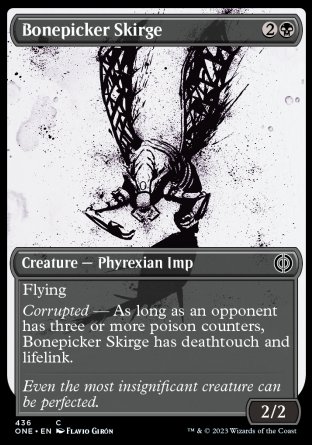 Bonepicker Skirge 2
Creature — Phyrexian Imp
Flying
Corrupted — As long as an opponent
has three or more poison counters,
Bonepicker Skirge has deathtouch and
lifelink.
Even the most insignificant creature can
be perfected.
2/2
436 C
ONE • EN FLAVIO GIRÓN
™ & © 2023 Wizards of the Coast